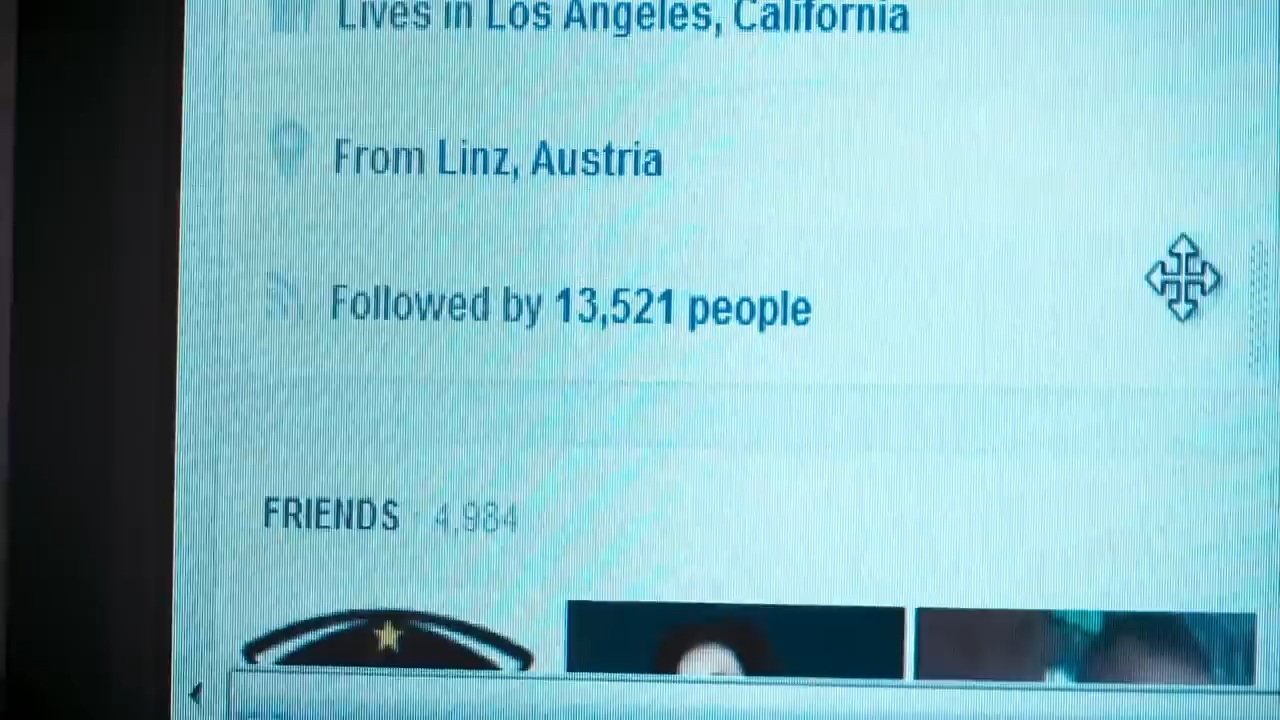 Lives in Los Angeles, California
From Linz, Austria
Followed by 13,521 people
FRIENDS · 4,984